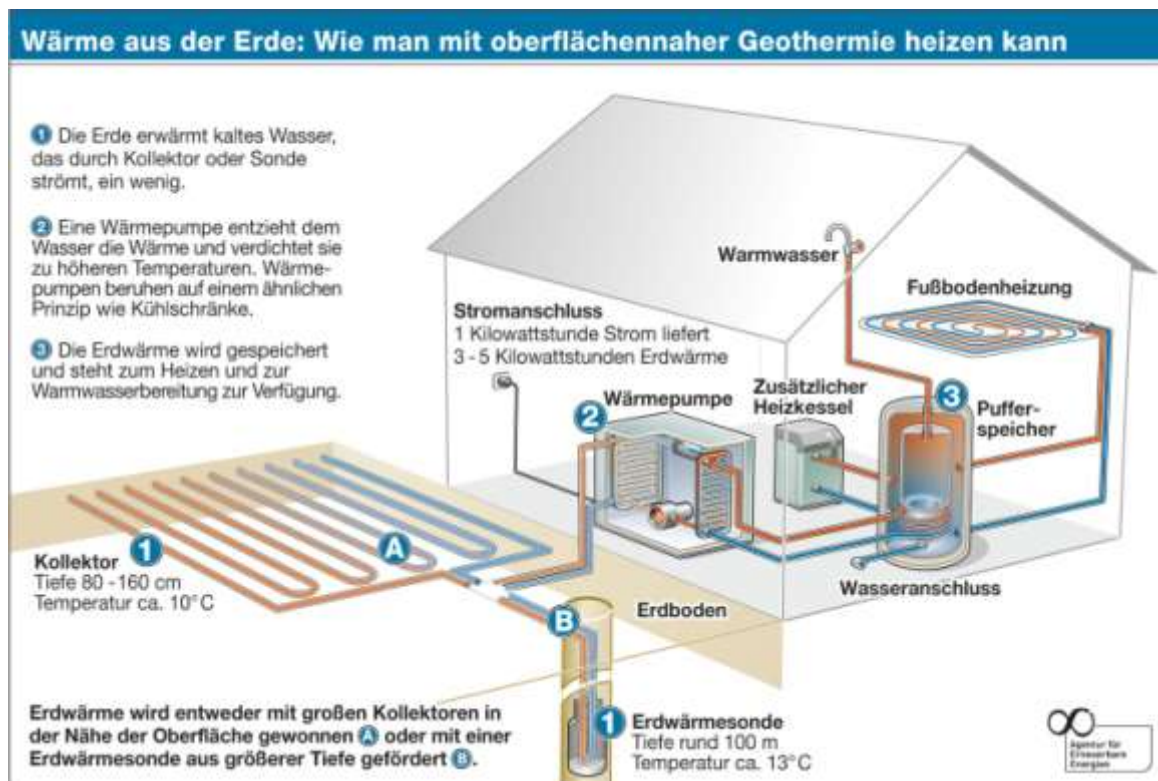 Wärme aus der Erde: Wie man mit oberflächennaher Geothermie heizen kann
1 Die Erde erwärmt kaltes Wasser,
das durch Kollektor oder Sonde
strömt, ein wenig.
2 Eine Wärmepumpe entzieht dem
Wasser die Wärme und verdichtet sie
zu höheren Temperaturen. Wärme-
pumpen beruhen auf einem ähnlichen
Prinzip wie Kühlschränke.
3 Die Erdwärme wird gespeichert
und steht zum Heizen und zur
Warmwasserbereitung zur Verfügung.
Warmwasser
Fußbodenheizung
Stromanschluss
1 Kilowattstunde Strom liefert
3 - 5 Kilowattstunden Erdwärme
2
Wärmepumpe
Zusätzlicher
Heizkessel
3
Puffer-
speicher
Wasseranschluss
1
A
Kollektor
Tiefe 80 - 160 cm
Temperatur ca. 10° C
B
Erdboden
1
Erdwärmesonde
Tiefe rund 100 m
Temperatur ca. 13° C
Erdwärme wird entweder mit großen Kollektoren in
der Nähe der Oberfläche gewonnen A oder mit einer
Erdwärmesonde aus größerer Tiefe gefördert B.
Agentur für
Erneuerbare
Energien